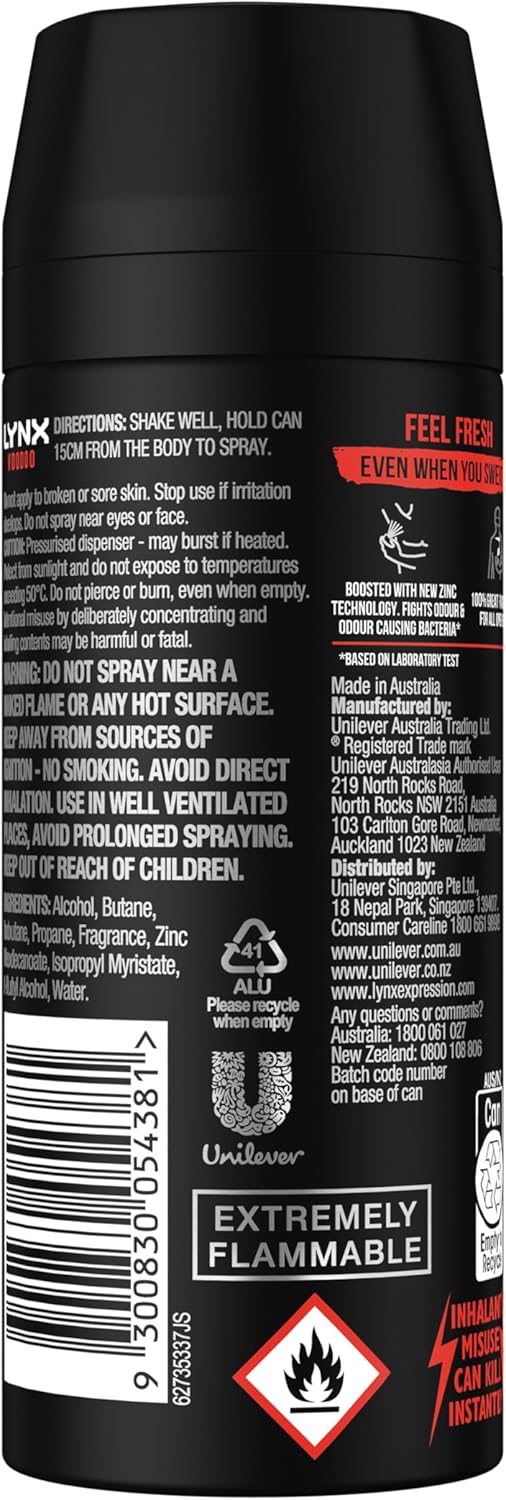 LYNX
VOODOO
DIRECTIONS: SHAKE WELL, HOLD CAN
15CM FROM THE BODY TO SPRAY.
not apply to broken or sore skin. Stop use if irritation
Do not spray near eyes or face.
Pressurised dispenser - may burst if heated.
from sunlight and do not expose to temperatures
50°C. Do not pierce or burn, even when empty.
misuse by deliberately concentrating and
contents may be harmful or fatal.
WARNING: DO NOT SPRAY NEAR A
FLAME OR ANY HOT SURFACE.
AWAY FROM SOURCES OF
- NO SMOKING. AVOID DIRECT
USE IN WELL VENTILATED
AVOID PROLONGED SPRAYING.
KEEP OUT OF REACH OF CHILDREN.
Alcohol, Butane,
Propane, Fragrance, Zinc
Isopropyl Myristate,
Alcohol, Water.
41
ALU
Please recycle
when empty
Unilever
9 300830 054381 >
62735337JS
FEEL FRESH
EVEN WHEN YOU
BOOSTED WITH NEW ZINC
TECHNOLOGY. FIGHTS ODOUR &
ODOUR CAUSING BACTERIA*
100%
FOR ALL
*BASED ON LABORATORY TEST
Made in Australia
Manufactured by:
Unilever Australia Trading Ltd.
® Registered Trade mark
Unilever Australasia Authorised User
219 North Rocks Road,
North Rocks NSW 2151 Australia
103 Carlton Gore Road, Newmarket,
Auckland 1023 New Zealand
Distributed by:
Unilever Singapore Pte Ltd.,
18 Nepal Park, Singapore 139407.
Consumer Careline 1800 661
www.unilever.com.au
www.unilever.co.nz
www.lynxexpression.com
Any questions or comments?
Australia: 1800 061 027
New Zealand: 0800 108 806
Batch code number
on base of can
Can
EXTREMELY
FLAMMABLE
INHALANT
MISUSE
CAN KILL